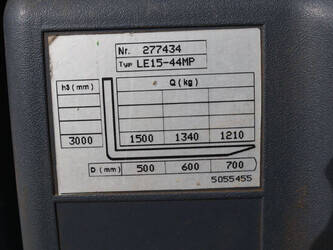 Nr. 277434
Typ LE15-44MP
h3 (mm) Q (kg)
3000 1500 1340 1210
D (mm) 500 600 700
5055455